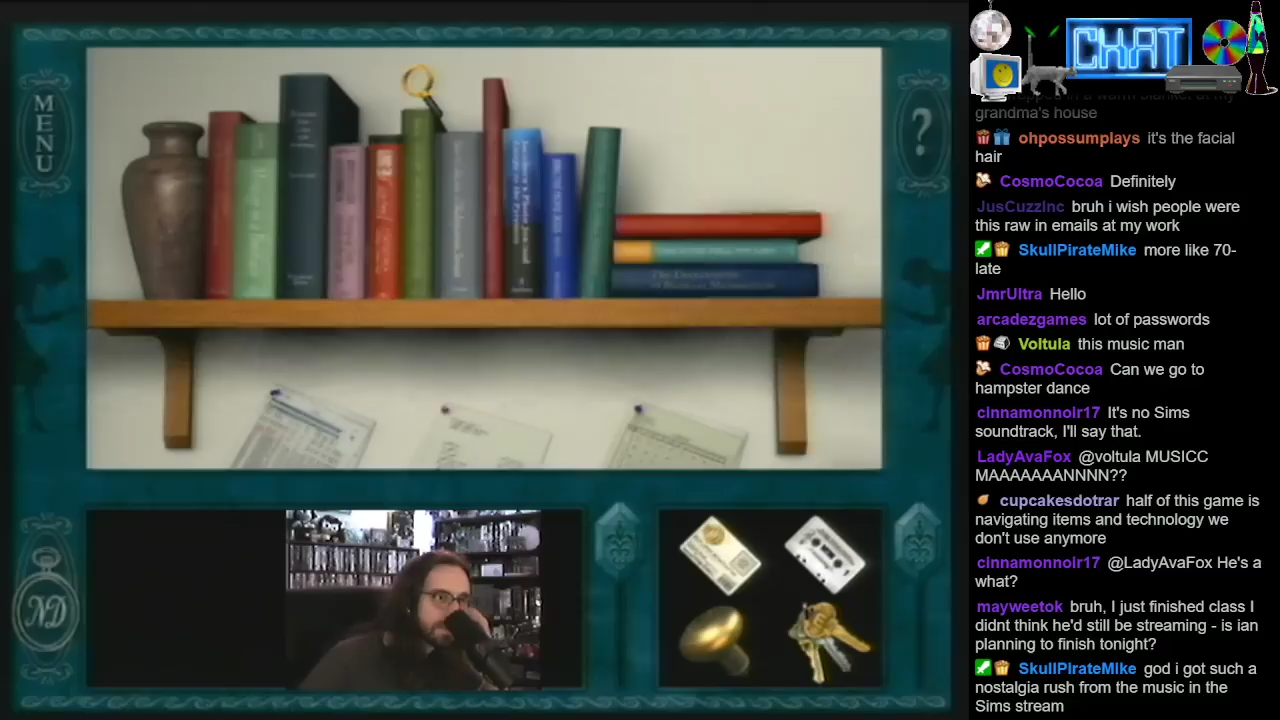 MENU
?
ND
CHAT
grandma's house
ohpossumplays it's the facial
hair
CosmoCocoa Definitely
JusCuzzInc bruh i wish people were
this raw in emails at my work
SkullPirateMike more like 70-
late
JmrUltra Hello
arcadezgames lot of passwords
Voltula this music man
CosmoCocoa Can we go to
hampster dance
cinnamonnoir17 It's no Sims
soundtrack, I'll say that.
LadyAvaFox @voltula MUSICC
MAAAAAAANNNN??
cupcakesdotrar half of this game is
navigating items and technology we
don't use anymore
cinnamonnoir17 @LadyAvaFox He's a
what?
mayweetok bruh, I just finished class I
didnt think he'd still be streaming - is ian
planning to finish tonight?
SkullPirateMike god i got such a
nostalgia rush from the music in the
Sims stream